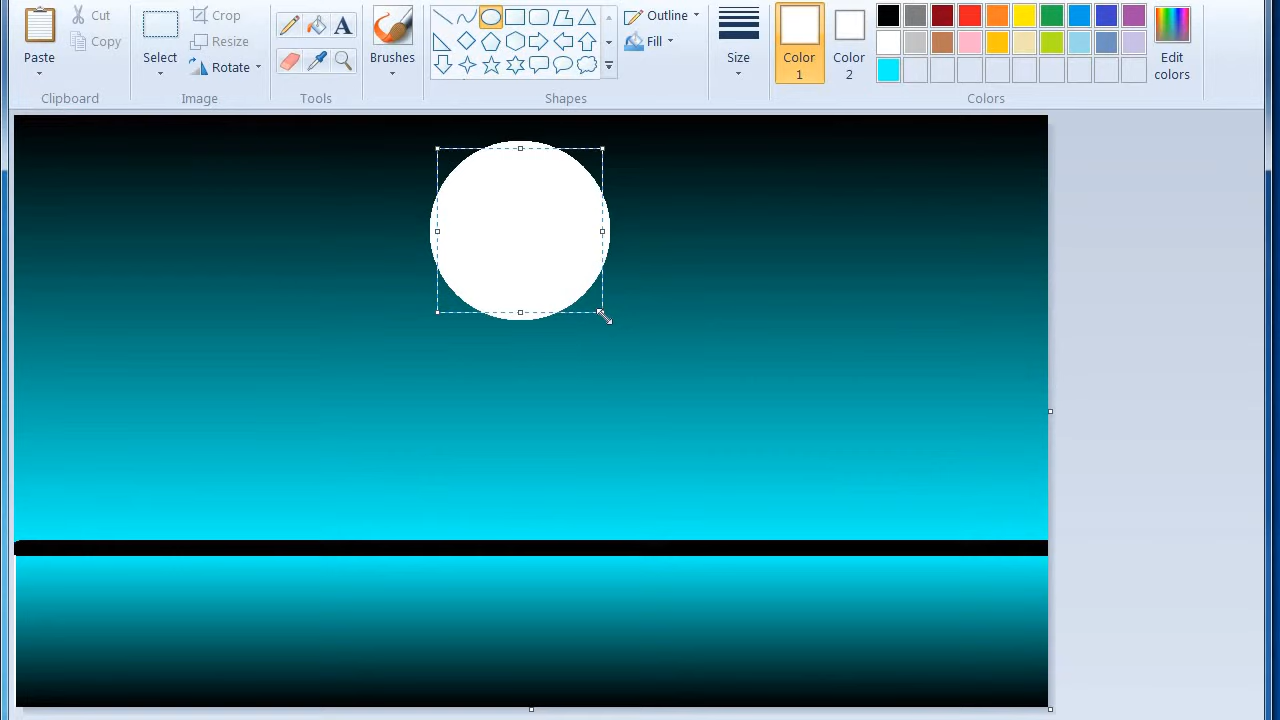 Paste
Cut
Copy
Clipboard
Select
Crop
Resize
Rotate
Image
A
Tools
Brushes
Shapes
Outline
Fill
Size
Color
1
Color
2
Edit
colors
Colors